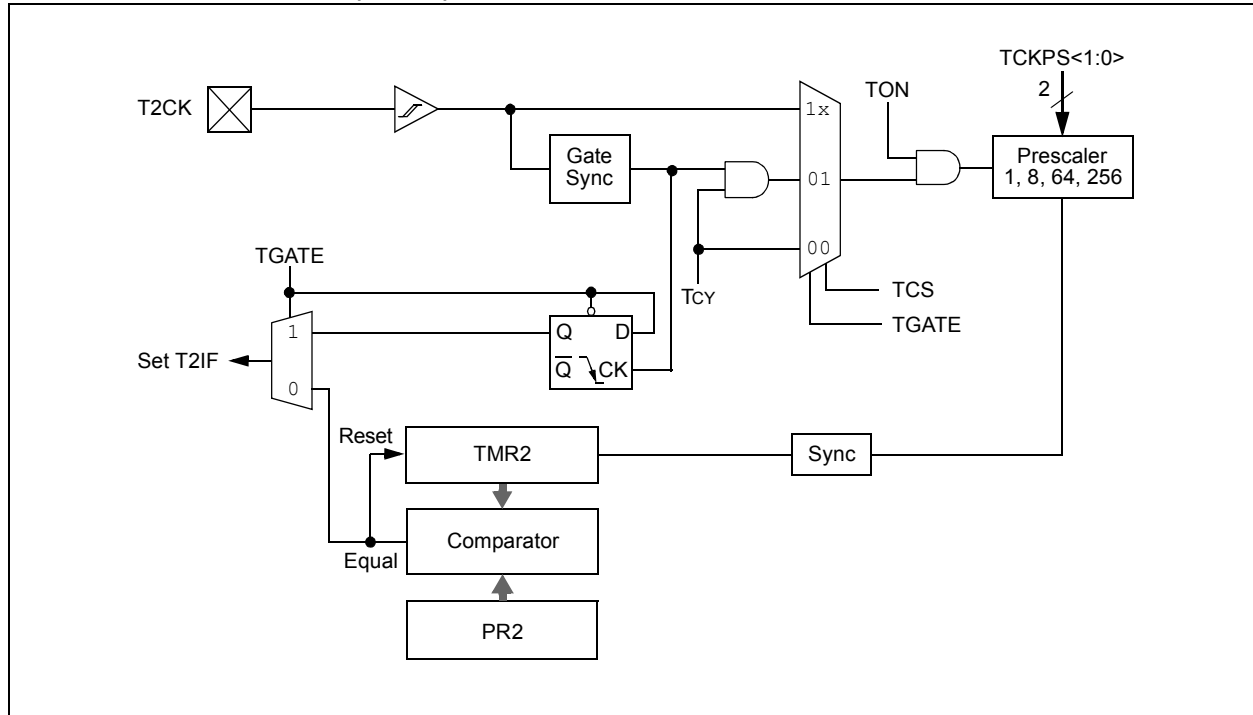 TCKPS<1:0>
2
TON
T2CK
1x
Gate
Sync
Prescaler
1, 8, 64, 256
01
00
TGATE
TCY
TCS
TGATE
1
Q
D
Set T2IF
Q
CK
0
Reset
TMR2
Sync
Comparator
Equal
PR2